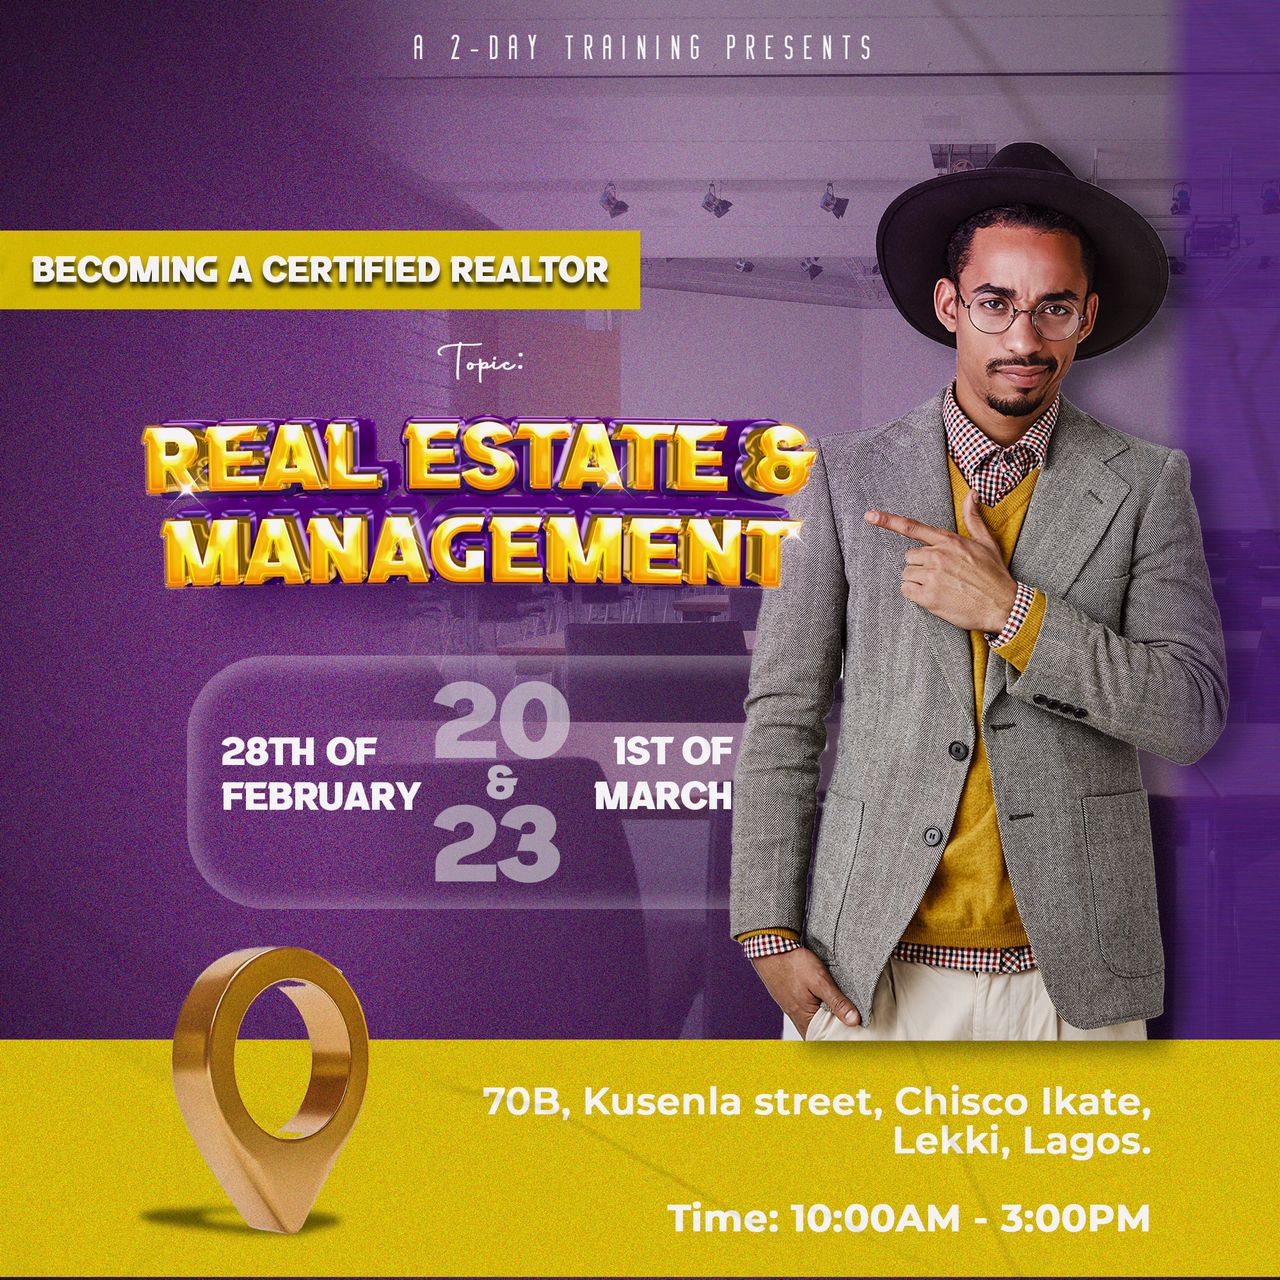 A 2-DAY TRAINING PRESENTS
BECOMING A CERTIFIED REALTOR
Topic:
REAL ESTATE &
MANAGEMENT
28TH OF
FEBRUARY
20
&
23
1ST OF
MARCH
70B, Kusenla street, Chisco Ikate,
Lekki, Lagos.
Time: 10:00AM - 3:00PM